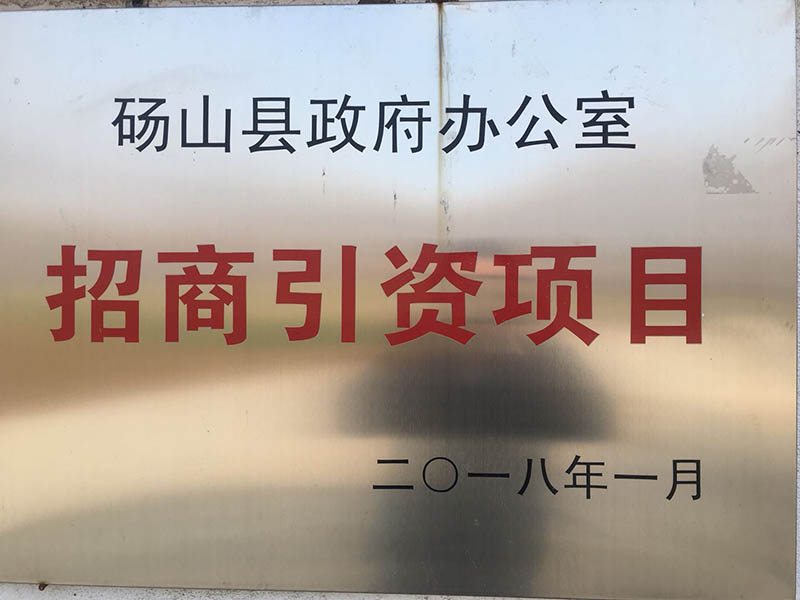 砀山县政府办公室
招商引资项目
二〇一八年一月